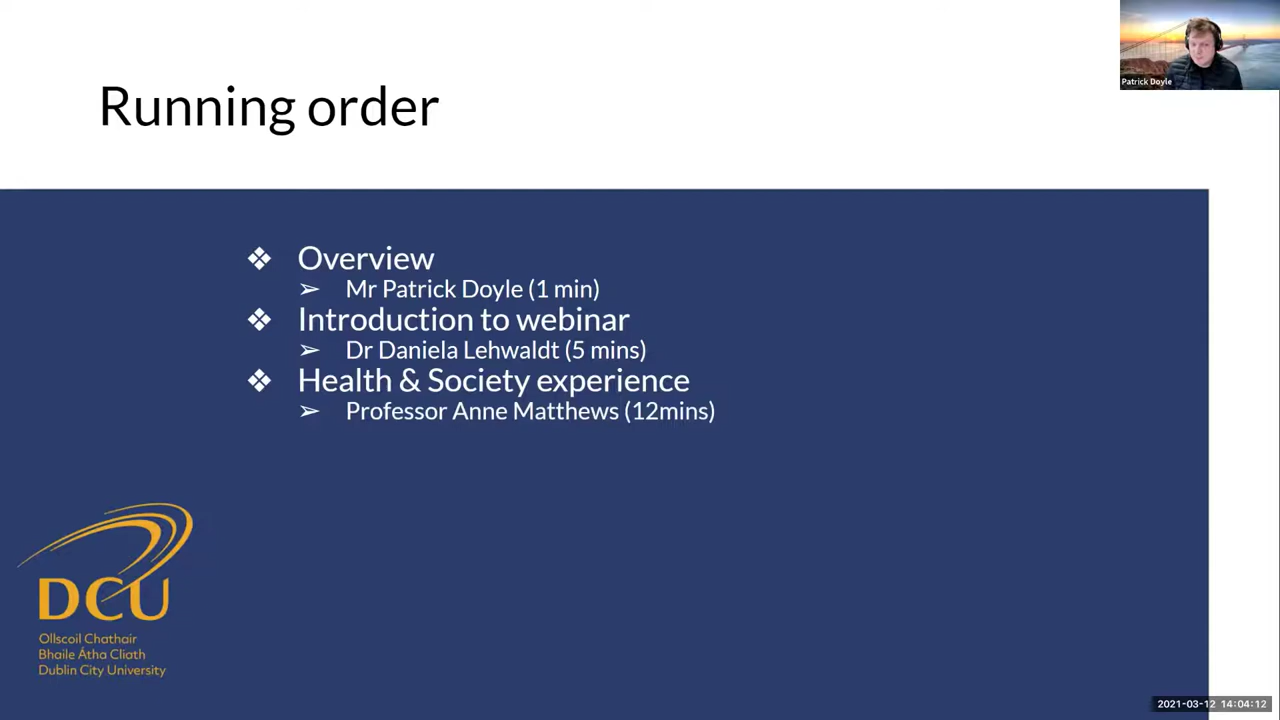 Patrick Doyle
Running order
❖ Overview
➢ Mr Patrick Doyle (1 min)
❖ Introduction to webinar
➢ Dr Daniela Lehwaldt (5 mins)
❖ Health & Society experience
➢ Professor Anne Matthews (12mins)
DCU
Ollscoil Chathair
Bhaile Átha Cliath
Dublin City University
2021-03-12 14:04:12